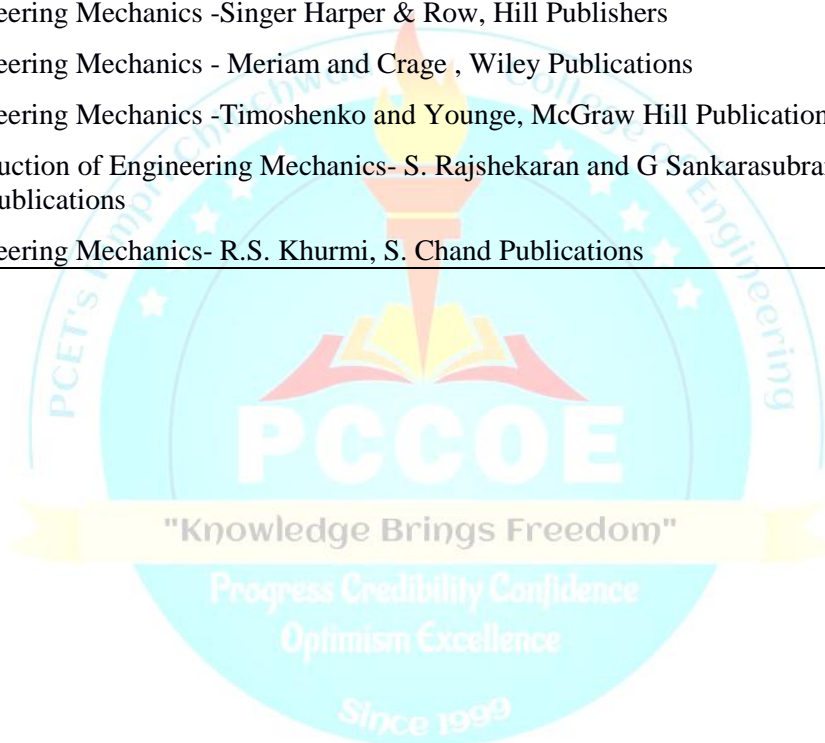 eering Mechanics -Singer Harper & Row, Hill Publishers
eering Mechanics - Meriam and Crage , Wiley Publications
eering Mechanics -Timoshenko and Younge, McGraw Hill Publication
uction of Engineering Mechanics- S. Rajshekaran and G Sankarasubra
ublications
eering Mechanics- R.S. Khurmi, S. Chand Publications
PCET's Pimpri Chinchwad College of Engineering
PCCOE
"Knowledge Brings Freedom"
Progress Credibility Confidence
Optimism Excellence
Since 1999